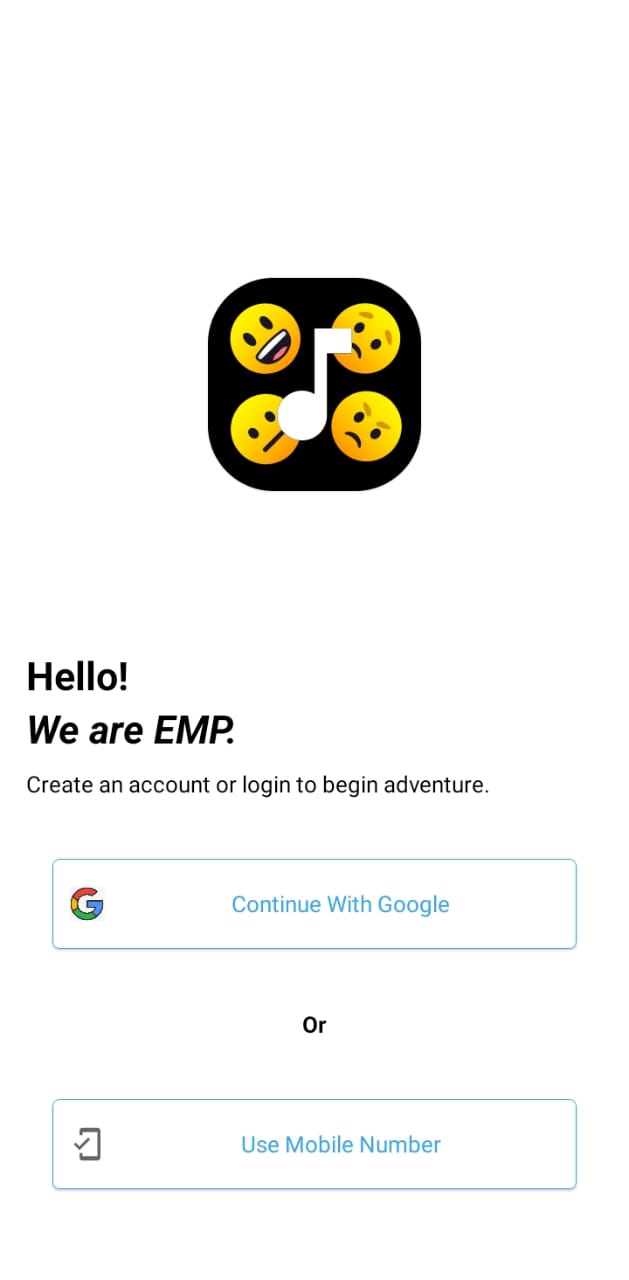 Hello!
We are EMP.
Create an account or login to begin adventure.
Continue With Google
Or
Use Mobile Number